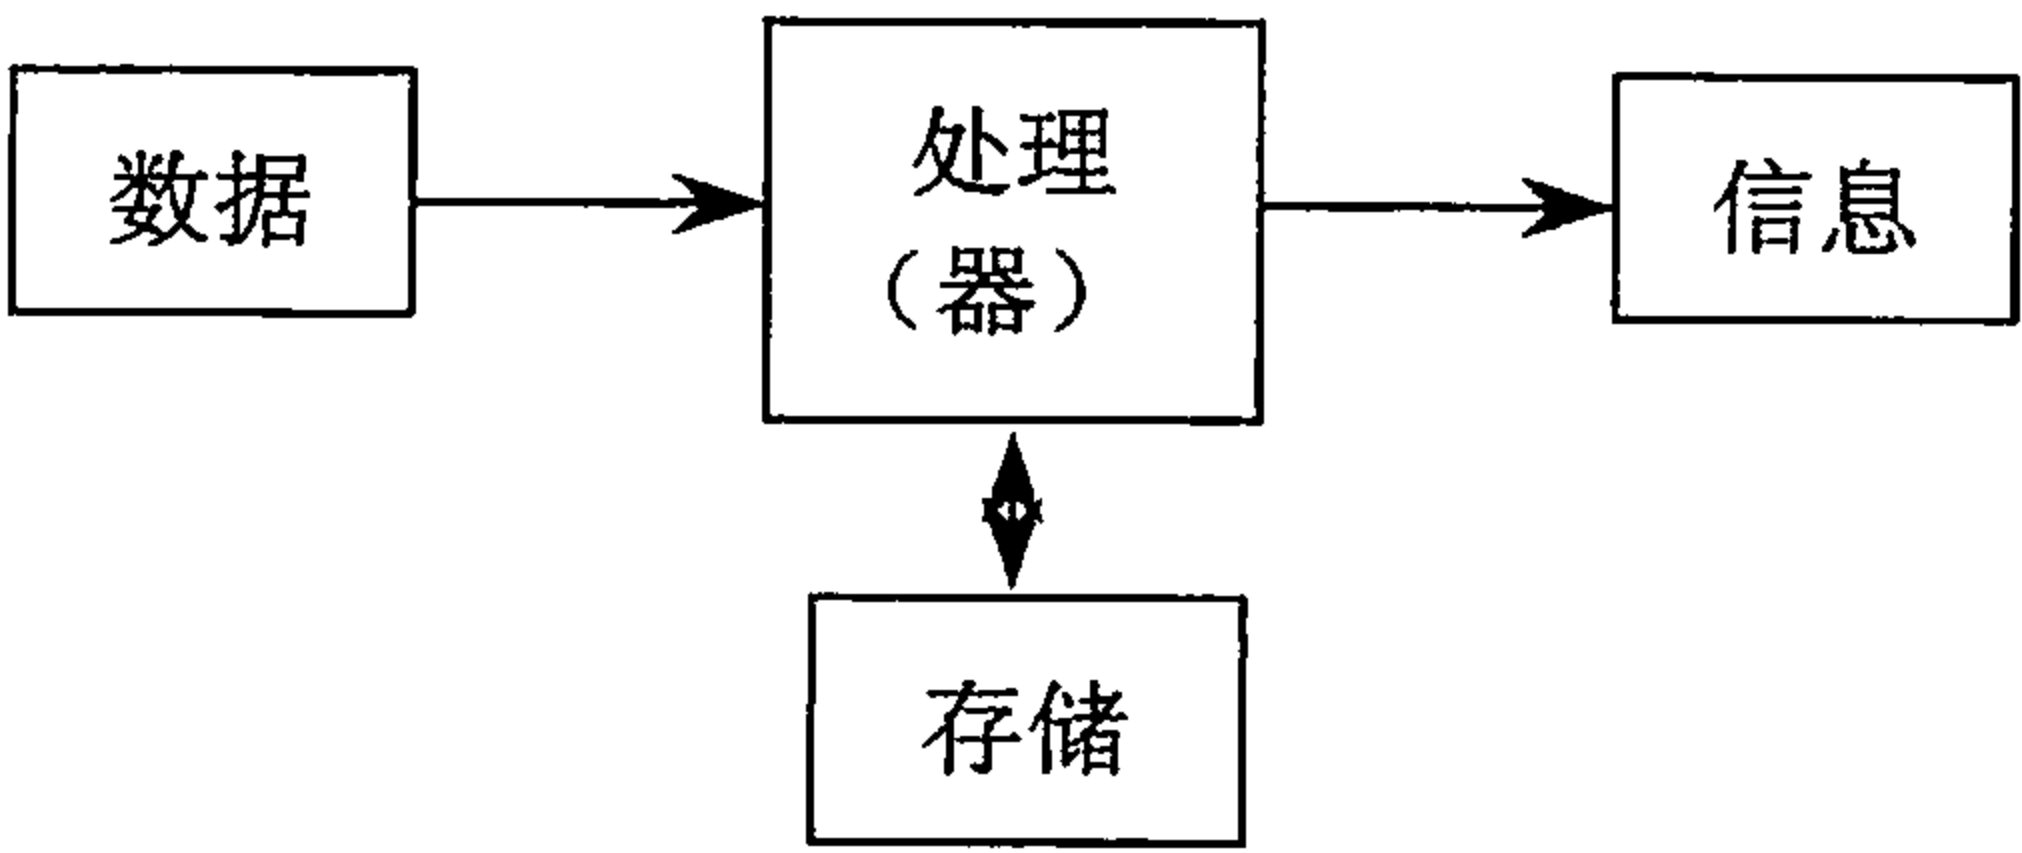 数据
处理
（器）
信息
存储